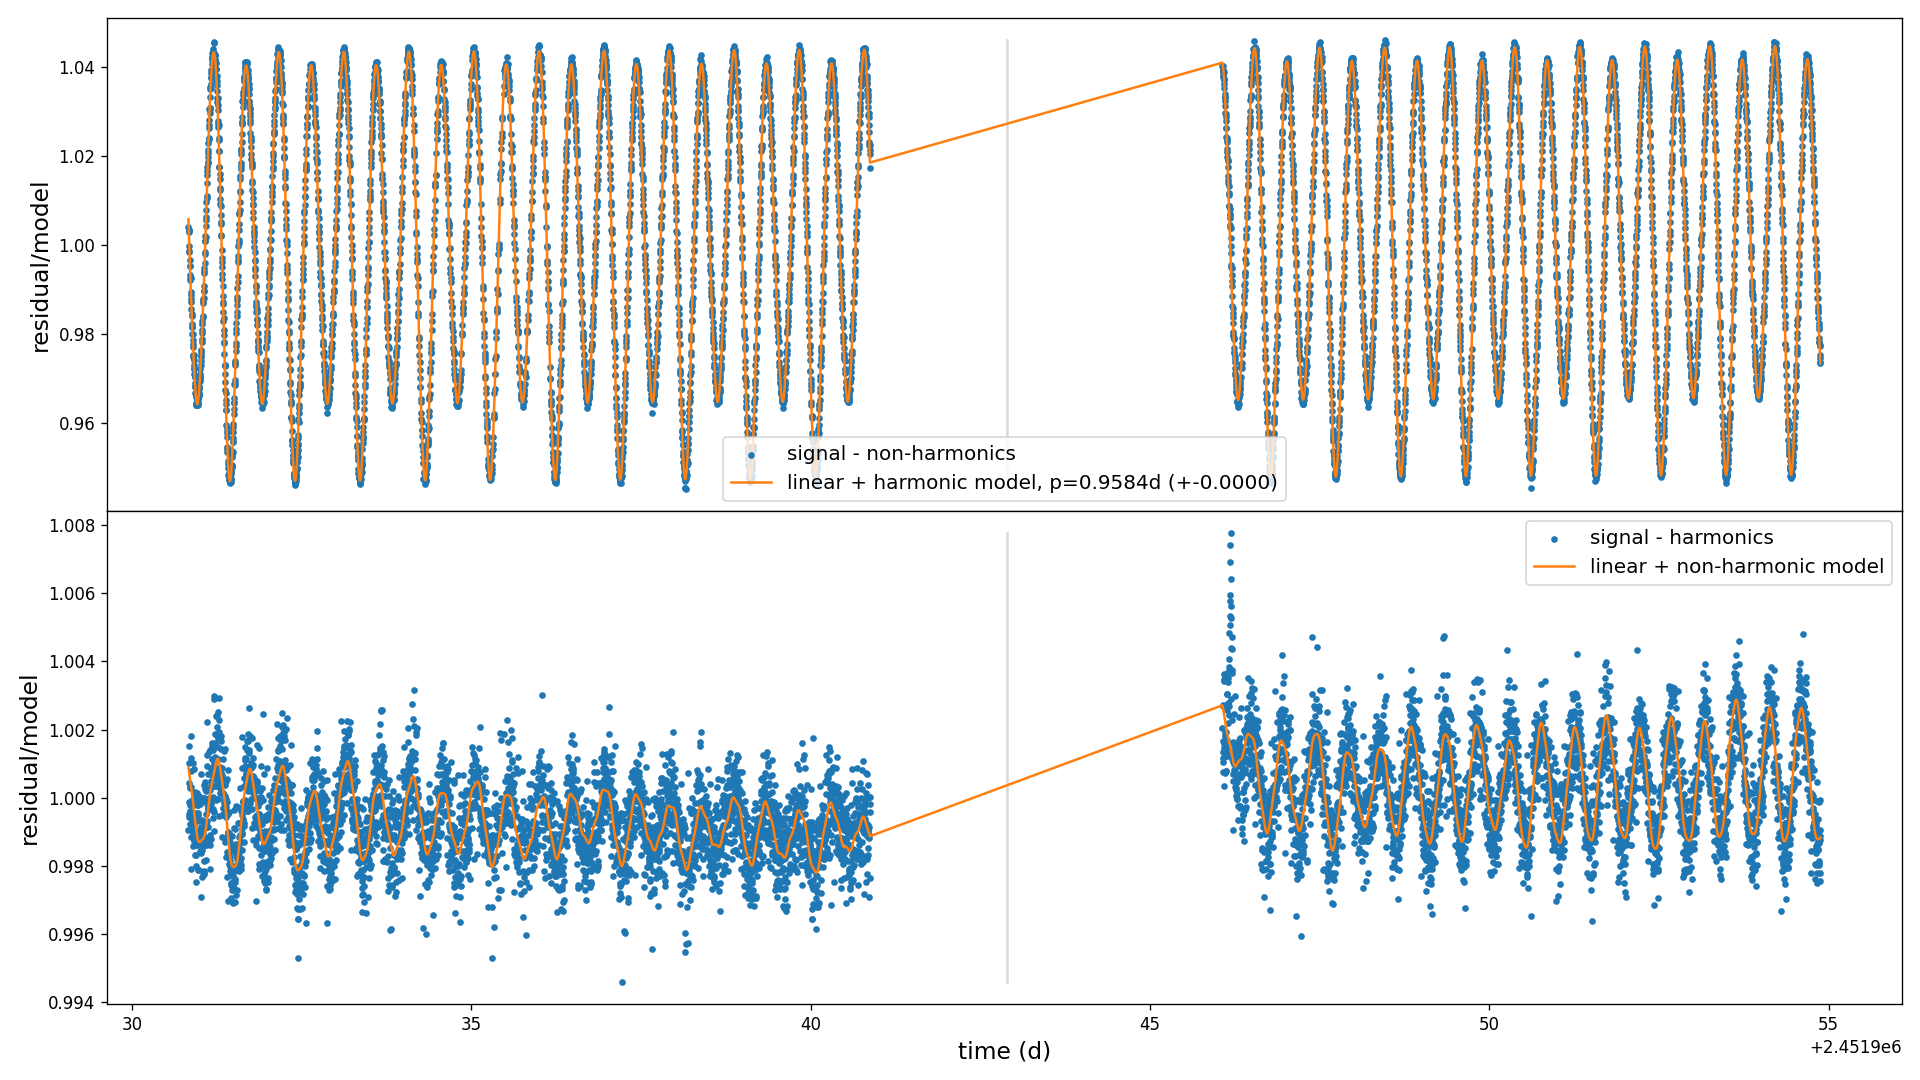 1.04
1.02
1.00
0.98
0.96
residual/model
signal - non-harmonics
linear + harmonic model, p=0.9584d (+-0.0000)
1.008
1.006
1.004
1.002
1.000
0.998
0.996
0.994
residual/model
signal - harmonics
linear + non-harmonic model
30
35
40
45
50
55
time (d)
+2.4519e6